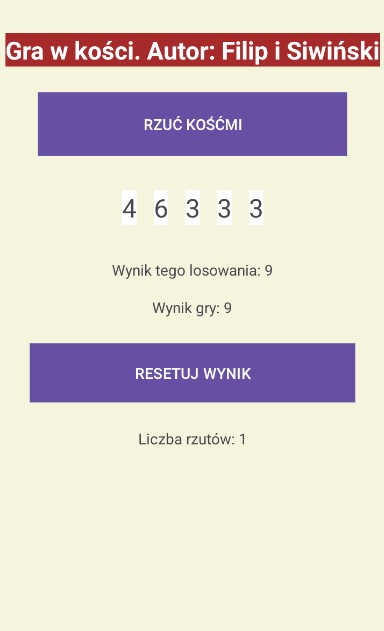 Gra w kości. Autor: Filip i Siwiński
RZUĆ KOŚĆMI
4 6 3 3 3
Wynik tego losowania: 9
Wynik gry: 9
RESETUJ WYNIK
Liczba rzutów: 1